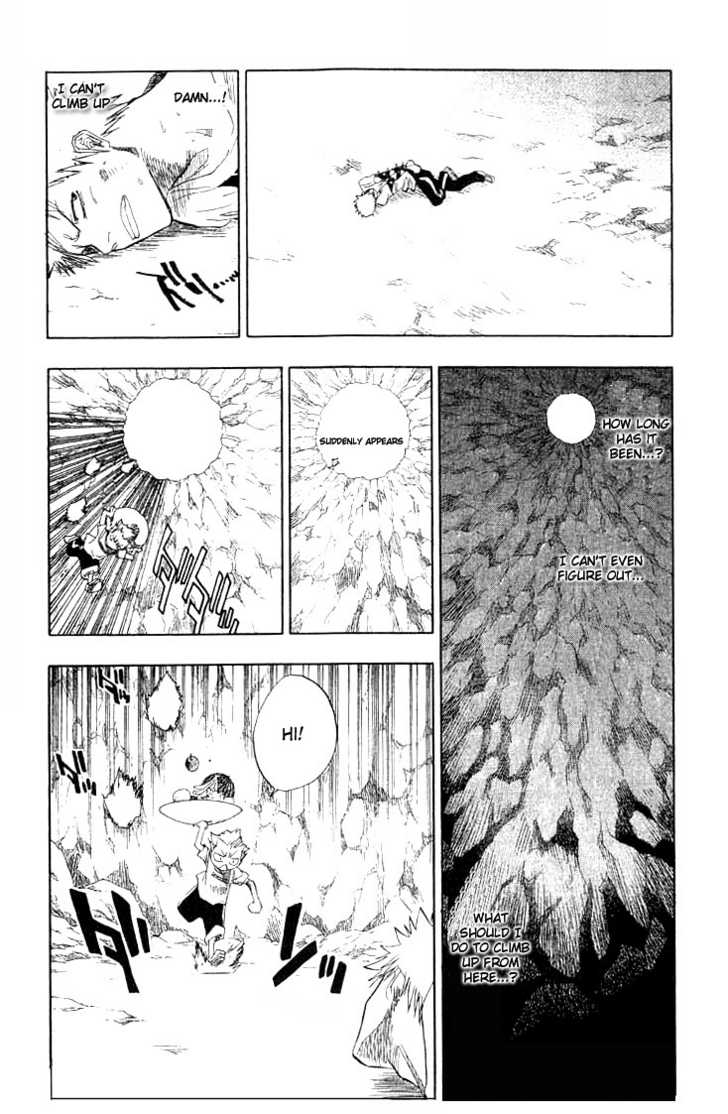 DAMN...!
I CAN'T
CLIMB UP
HOW LONG
HAS IT
BEEN...?
I CAN'T EVEN
FIGURE OUT...
WHAT
SHOULD I
DO TO CLIMB
UP FROM
HERE...?
SUDDENLY APPEARS
HI!